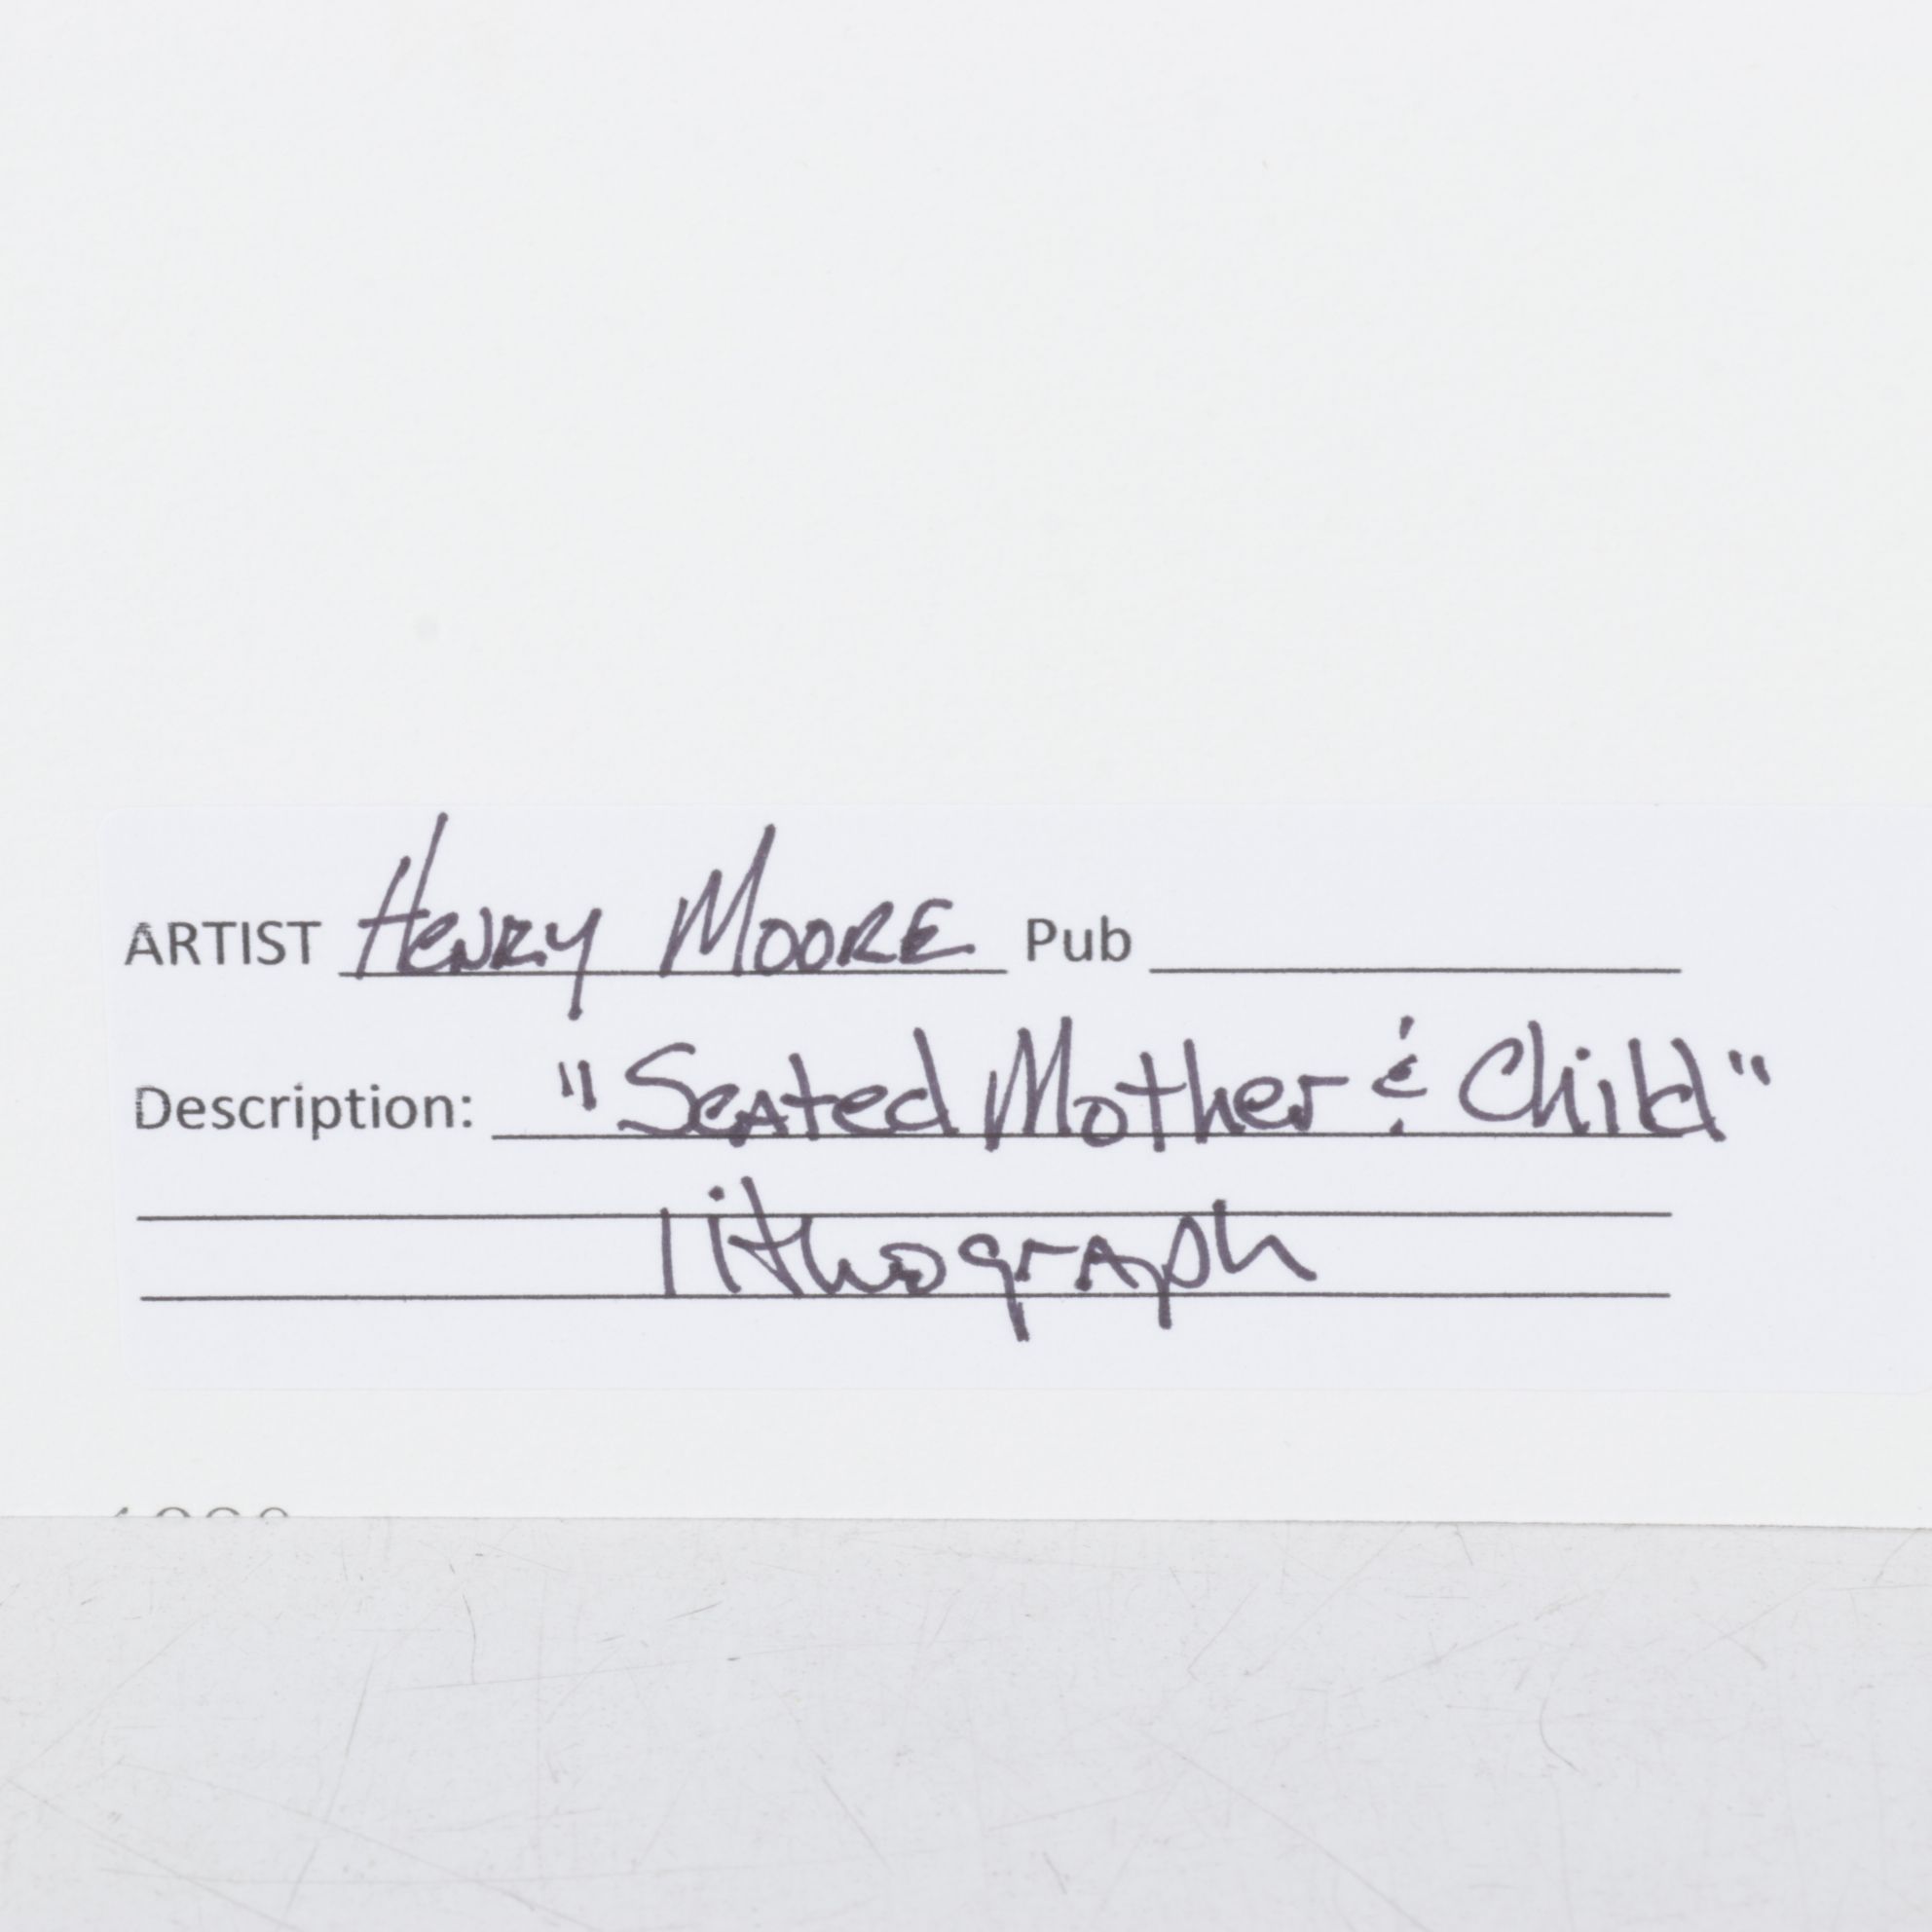 ARTIST Henry Moore Pub
Description: "Seated Mother & Child"
lithograph